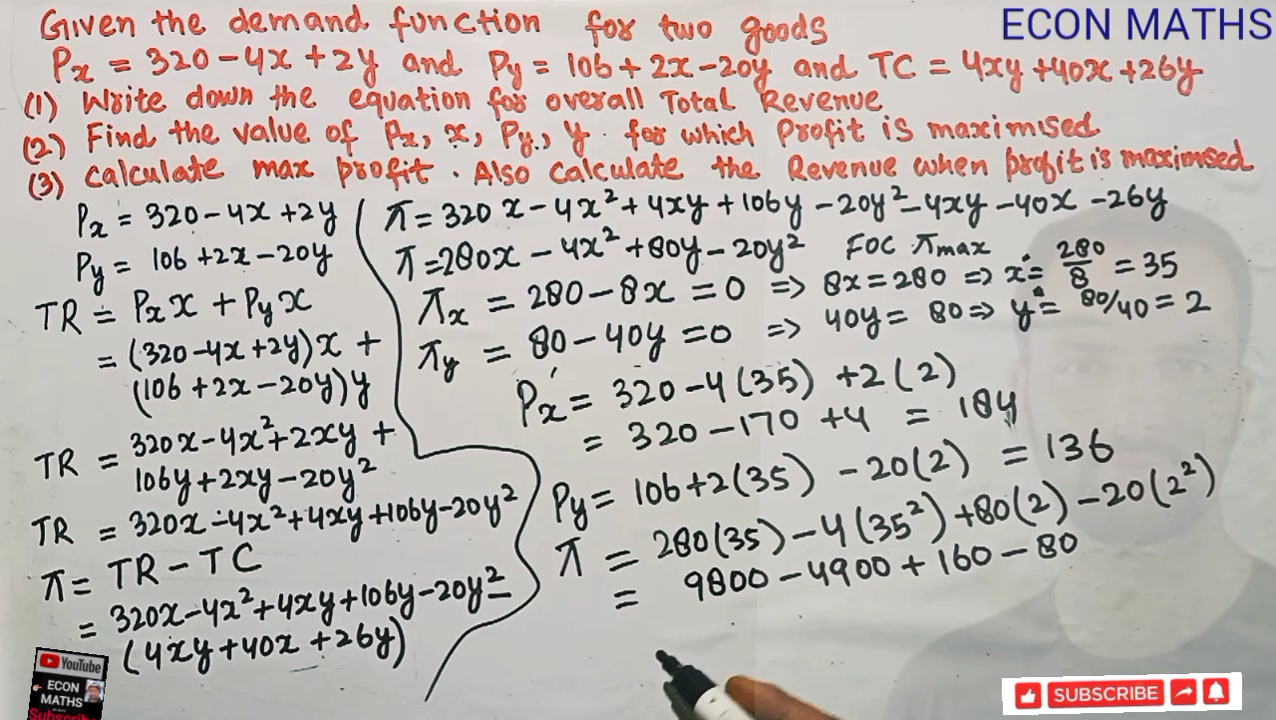 Given the demand function for two goods
ECON MATHS
Px = 320-4x+2y and Py = 106+2x-20y and TC = 4xy+40x+26y
(1) Write down the equation for overall Total Revenue
(2) Find the value of Px, x, Py, y. for which Profit is maximised
(3) calculate max profit. Also calculate the Revenue when profit is maximised
Px = 320-4x+2y
Py = 106+2x-20y
TR = Pxx + Pyx
= (320-4x+2y)x +
(106+2x-20y)y
TR = 320x-4x²+2xy+
106y+2xy-20y²
TR = 320x-4x²+4xy+106y-20y²
π = TR-TC
= 320x-4x²+4xy+106y-20y²-
(4xy+40x+26y)
π = 320x-4x²+4xy+106y-20y²-4xy-40x-26y
π = 280x-4x²+80y-20y² FOC πmax
πx = 280-8x=0 => 8x=280 => x* = 280/8 = 35
πy = 80-40y=0 => 40y=80 => y* = 80/40 = 2
Px = 320-4(35)+2(2)
= 320-170+4 = 184
Py = 106+2(35)-20(2) = 136
π = 280(35)-4(35²)+80(2)-20(2²)
= 9800-4900+160-80
YouTube
ECON
MATHS
Subscribe
SUBSCRIBE